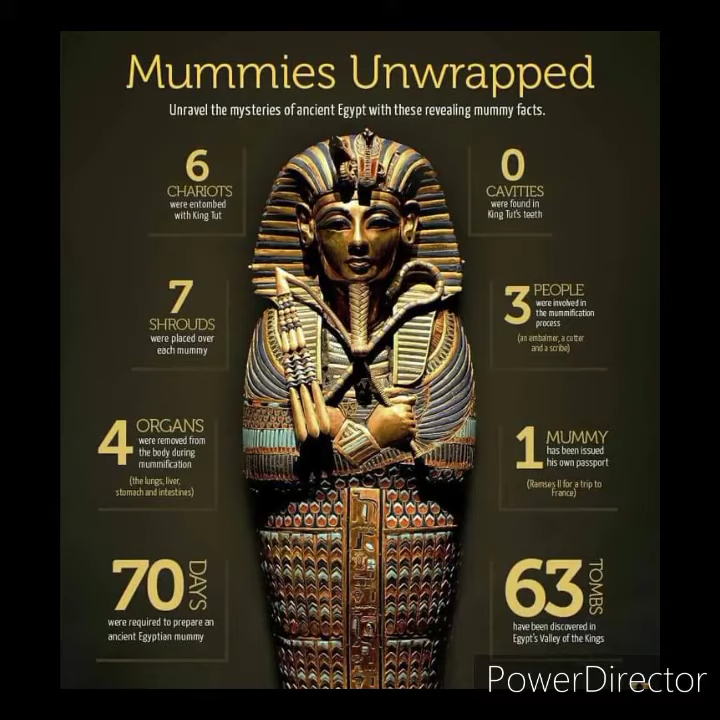 Mummies Unwrapped
Unravel the mysteries of ancient Egypt with these revealing mummy facts.
6
CHARIOTS
were entombed
with King Tut
0
CAVITIES
were found in
King Tut's teeth
7
SHROUDS
were placed over
each mummy
3 PEOPLE
were involved in
the mummification
process
(an embalmer, a cutter
and a scribe)
4 ORGANS
were removed from
the body during
mummification
(the lungs, liver,
stomach and intestines)
1 MUMMY
has been issued
his own passport
(Ramses II for a trip to
France)
70 DAYS
were required to prepare an
ancient Egyptian mummy
63 TOMBS
have been discovered in
Egypt's Valley of the Kings
PowerDirector